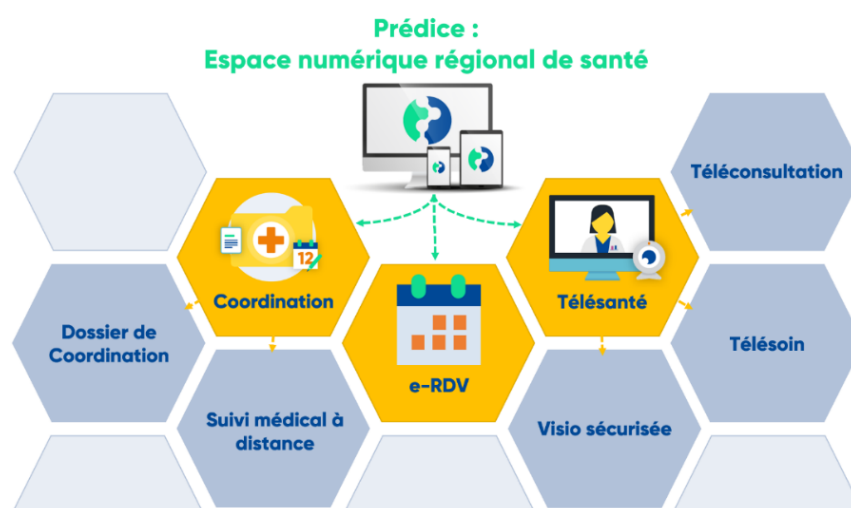 Prédice :
Espace numérique régional de santé
Téléconsultation
12
Coordination
Télésanté
Dossier de
Coordination
Télésoin
e-RDV
Suivi médical à
distance
Visio sécurisée